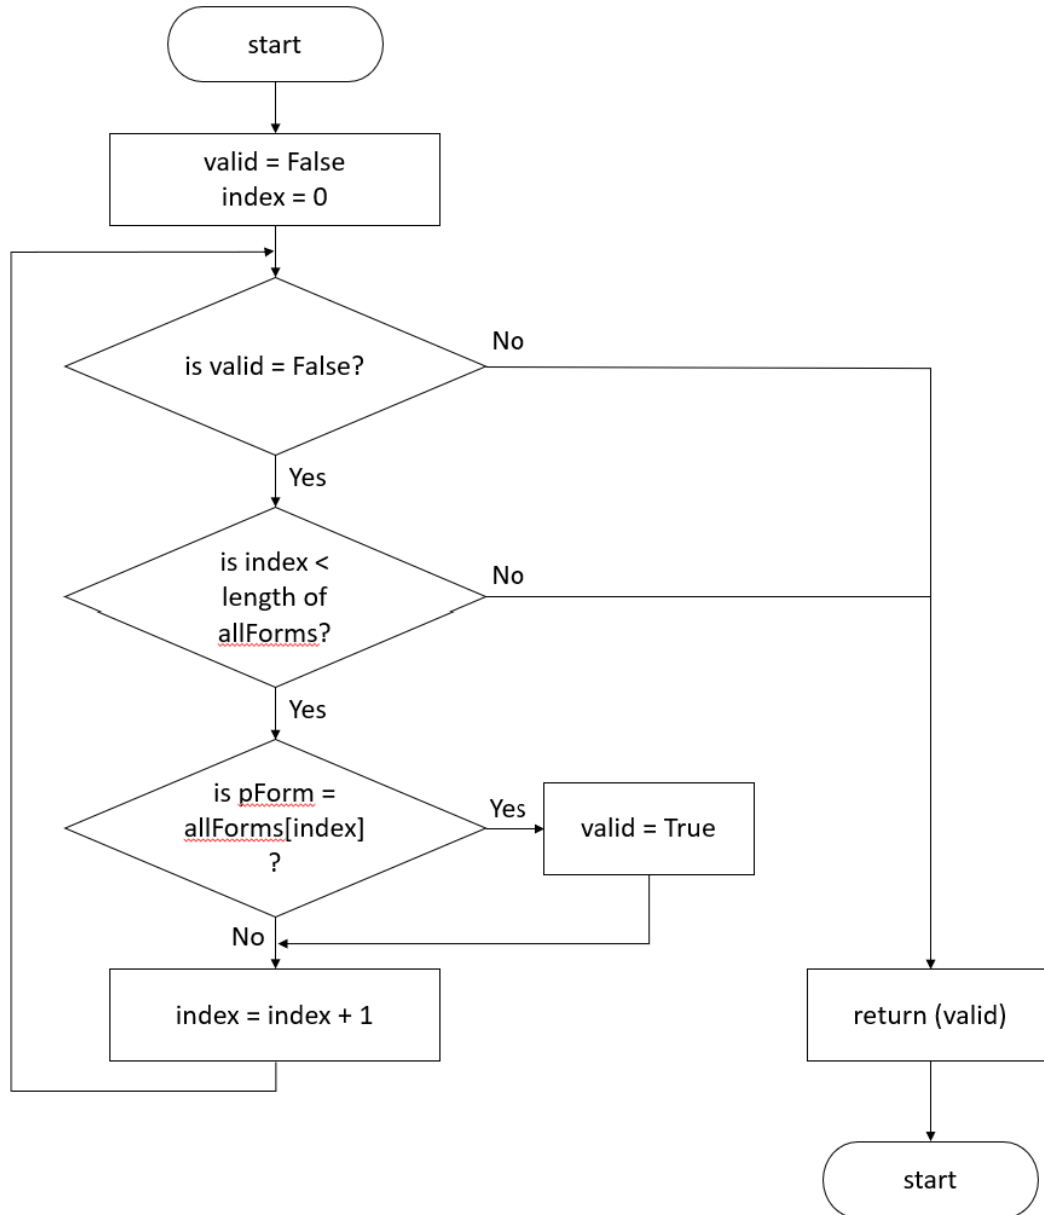 start
valid = False
index = 0
is valid = False?
No
Yes
is index <
length of
allForms?
No
Yes
is pForm =
allForms[index]
?
Yes
valid = True
No
index = index + 1
return (valid)
start